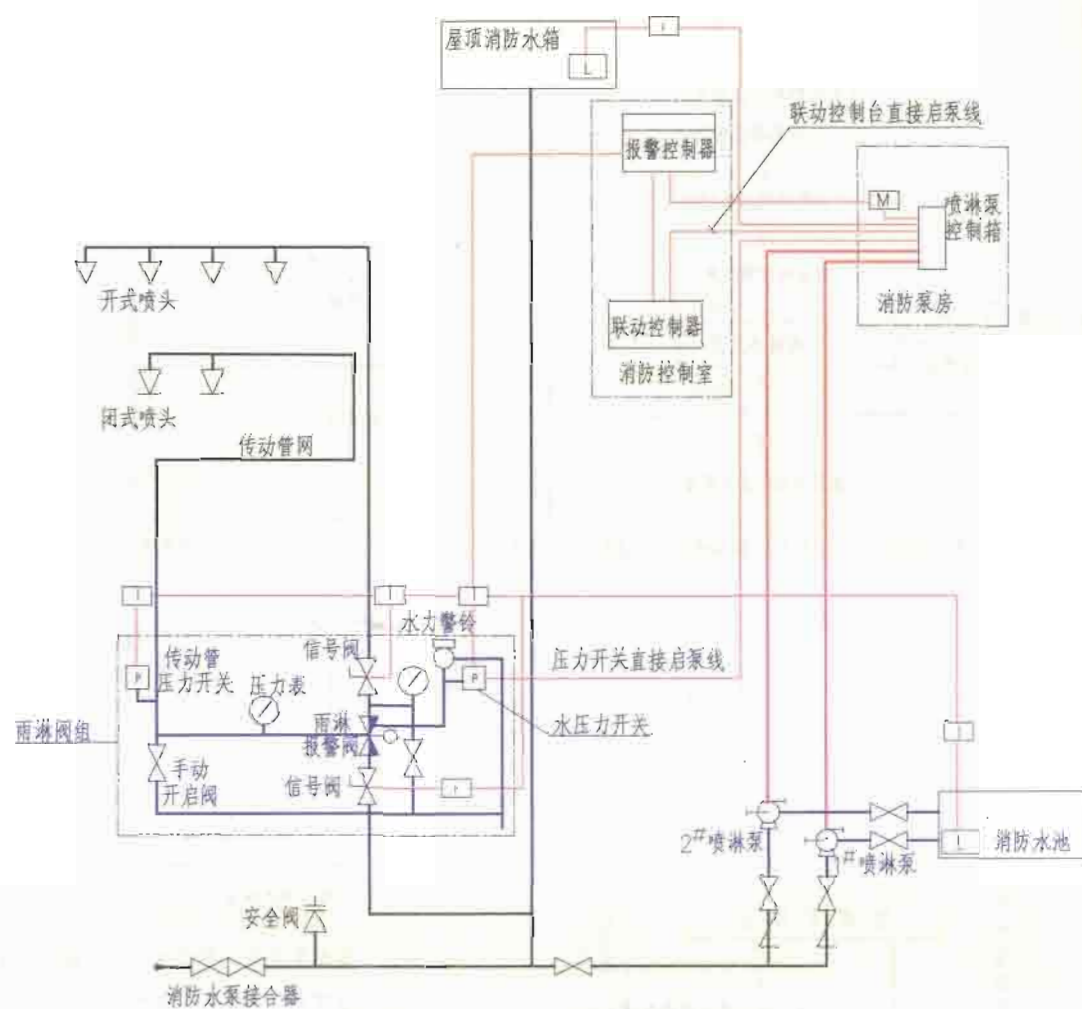 屋顶消防水箱
L
联动控制台直接启泵线
报警控制器
M
喷淋泵
控制箱
开式喷头
消防泵房
联动控制器
消防控制室
闭式喷头
传动管网
I
I
I
水力警铃
信号阀
传动管
压力开关
P
压力表
P
压力开关直接启泵线
雨淋阀组
雨淋
报警阀
水压力开关
手动
开启阀
信号阀
2#喷淋泵
1#喷淋泵
L
消防水池
安全阀
消防水泵接合器